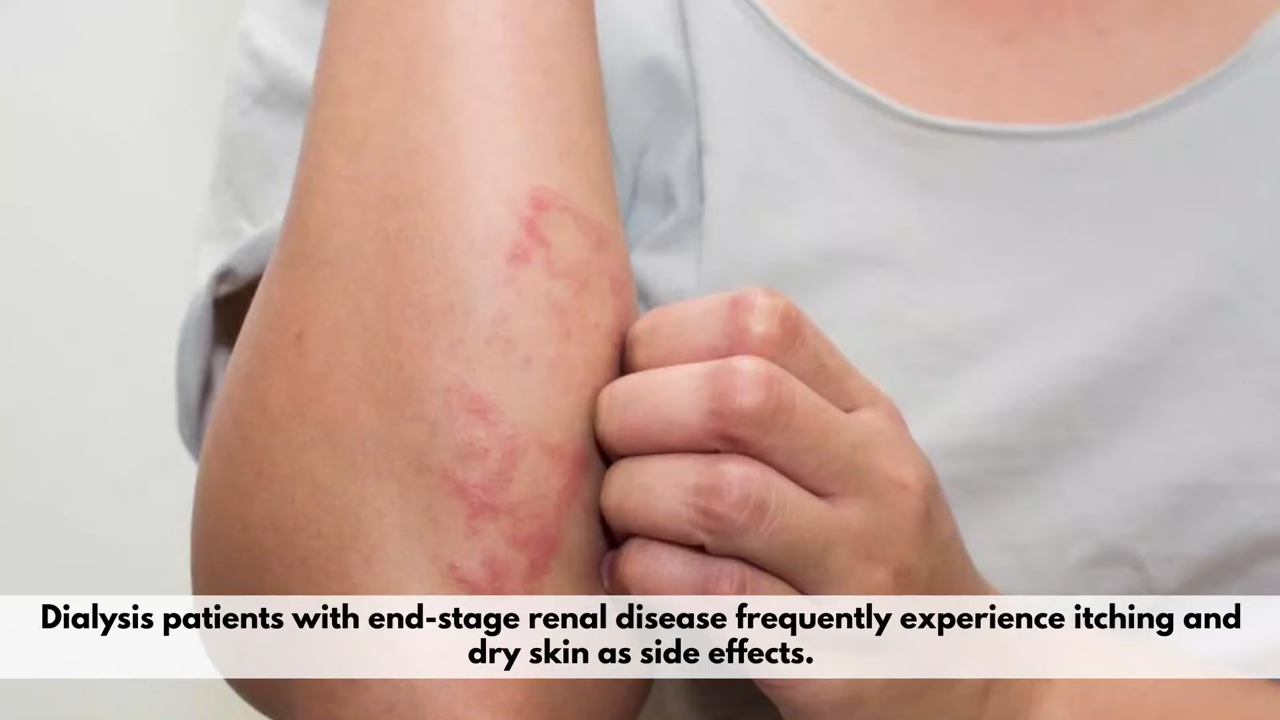 Dialysis patients with end-stage renal disease frequently experience itching and
dry skin as side effects.